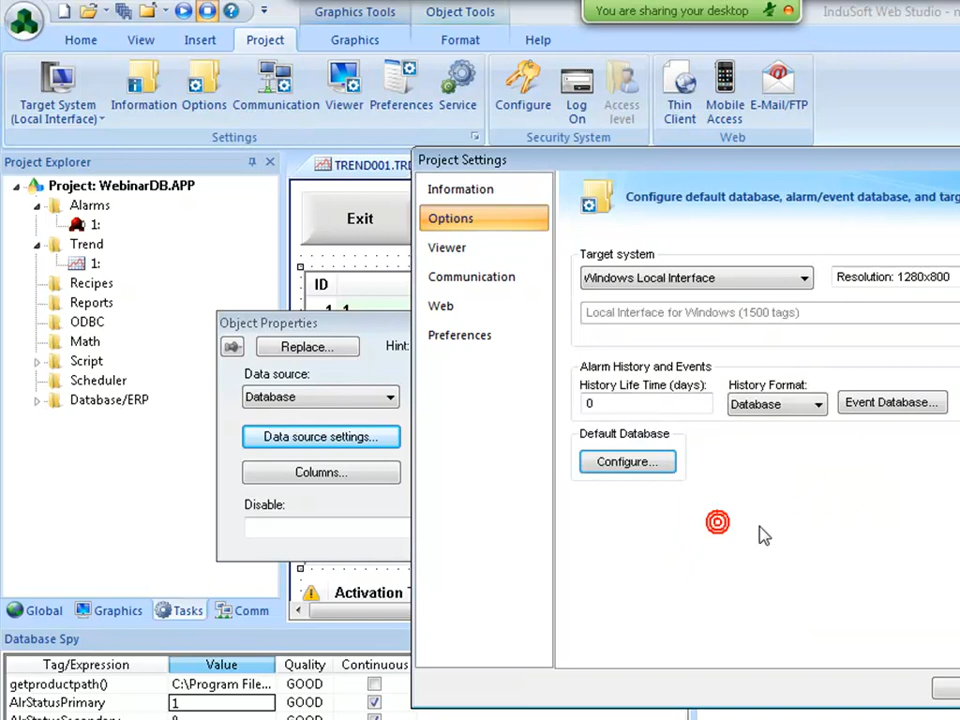 Graphics Tools
Object Tools
You are sharing your desktop
InduSoft Web Studio - n
Home
View
Insert
Project
Graphics
Format
Help
Target System
(Local Interface)
Information
Options
Communication
Viewer
Preferences
Service
Configure
Log
On
Access
level
Thin
Client
Mobile
Access
E-Mail/FTP
Settings
Security System
Web
Project Explorer
Project: WebinarDB.APP
Alarms
1:
Trend
1:
Recipes
Reports
ODBC
Math
Script
Scheduler
Database/ERP
Global
Graphics
Tasks
Comm
TREND001.TR
Exit
ID
1 1
Object Properties
Replace...
Hint:
Data source:
Database
Data source settings...
Columns...
Disable:
Activation
Project Settings
Information
Options
Viewer
Communication
Web
Preferences
Configure default database, alarm/event database, and targ
Target system
Windows Local Interface
Resolution: 1280x800
Local Interface for Windows (1500 tags)
Alarm History and Events
History Life Time (days):
0
History Format:
Database
Event Database...
Default Database
Configure...
Database Spy
Tag/Expression Value Quality Continuous
getproductpath() C:\Program File... GOOD
AlrStatusPrimary 1 GOOD